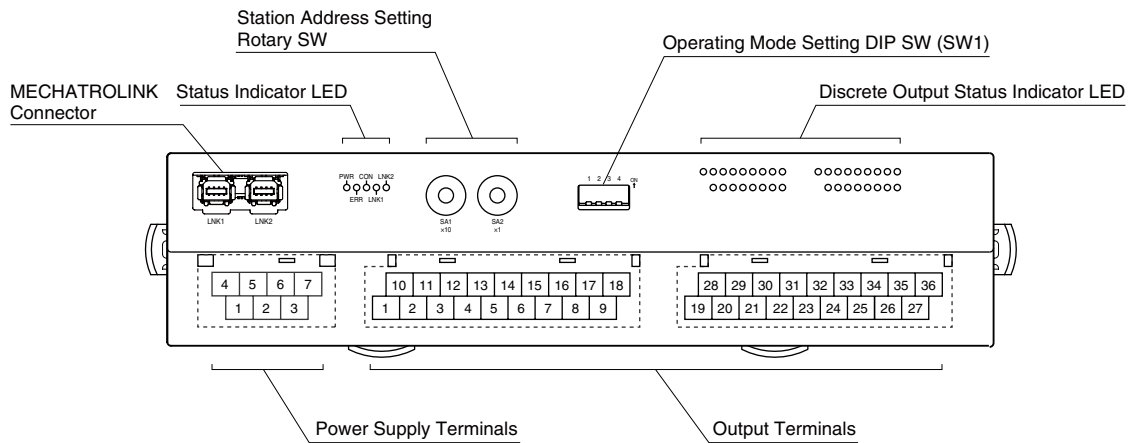 Station Address Setting
Rotary SW
Operating Mode Setting DIP SW (SW1)
MECHATROLINK
Connector
Status Indicator LED
Discrete Output Status Indicator LED
PWR CON LNK2
ERR LNK1
1 2 3 4 ON
LNK1 LNK2
SA1
×10
SA2
×1
4 5 6 7
1 2 3
10 11 12 13 14 15 16 17 18
1 2 3 4 5 6 7 8 9
28 29 30 31 32 33 34 35 36
19 20 21 22 23 24 25 26 27
Power Supply Terminals
Output Terminals